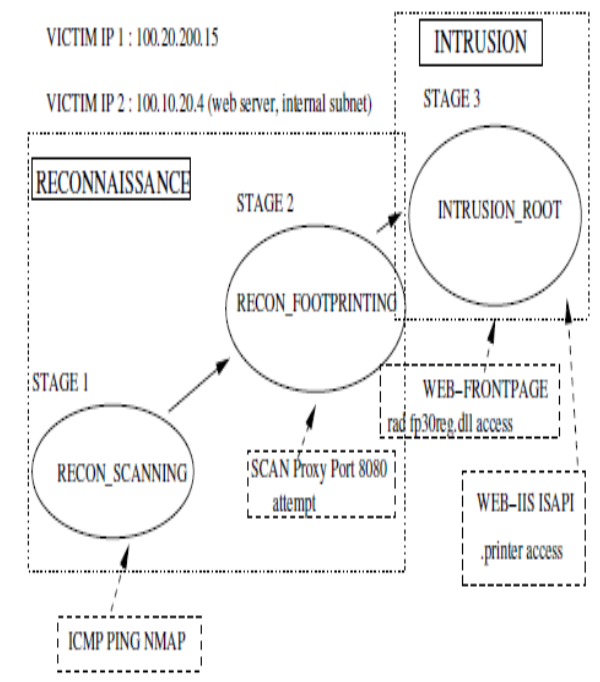 VICTIM IP 1 : 100.20.200.15
VICTIM IP 2 : 100.10.20.4 (web server, internal subnet)
INTRUSION
STAGE 3
INTRUSION_ROOT
RECONNAISSANCE
STAGE 2
RECON_FOOTPRINTING
STAGE 1
RECON_SCANNING
WEB-FRONTPAGE
rad fp30reg.dll access
SCAN Proxy Port 8080
attempt
WEB-IIS ISAPI
.printer access
ICMP PING NMAP